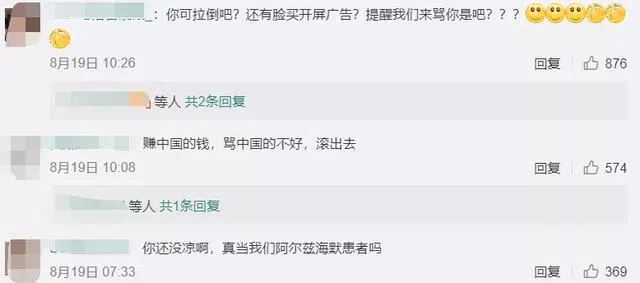 ：你可拉倒吧？还有脸买开屏广告？提醒我们来骂你是吧？？？
8月19日 10:26 回复 876
等人 共2条回复
赚中国的钱，骂中国的不好，滚出去
8月19日 10:08 回复 574
等人 共1条回复
你还没凉啊，真当我们阿尔兹海默患者吗
8月19日 07:33 回复 369